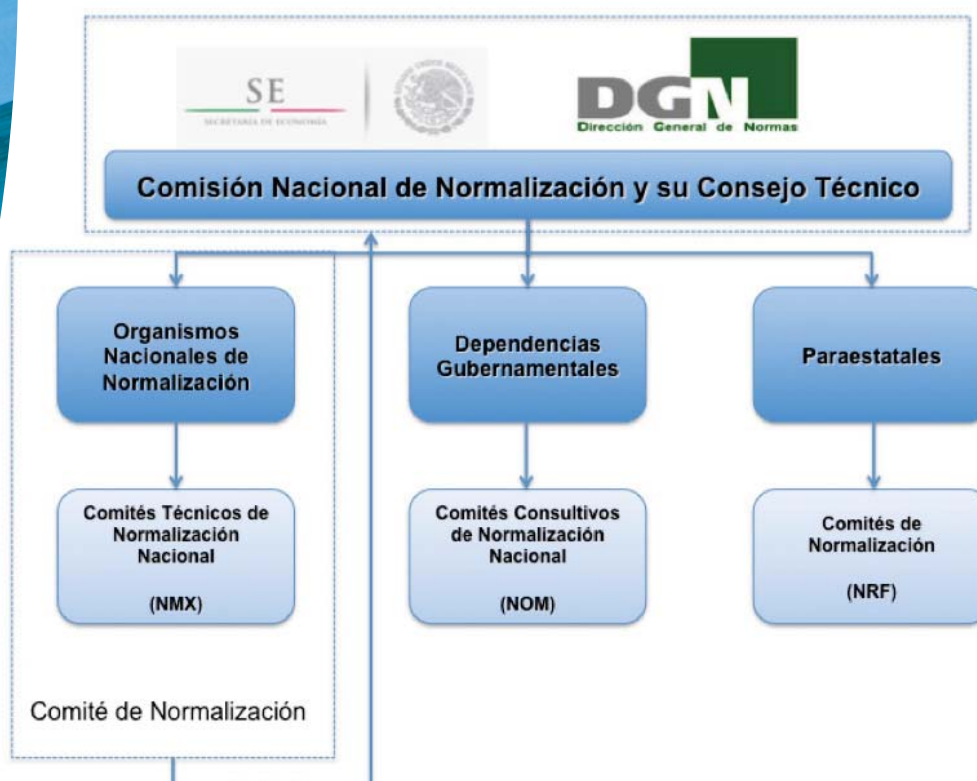 SE
SECRETARÍA DE ECONOMÍA
DGN
Dirección General de Normas
Comisión Nacional de Normalización y su Consejo Técnico
Organismos
Nacionales de
Normalización
Dependencias
Gubernamentales
Paraestatales
Comités Técnicos de
Normalización
Nacional
(NMX)
Comités Consultivos
de Normalización
Nacional
(NOM)
Comités de
Normalización
(NRF)
Comité de Normalización